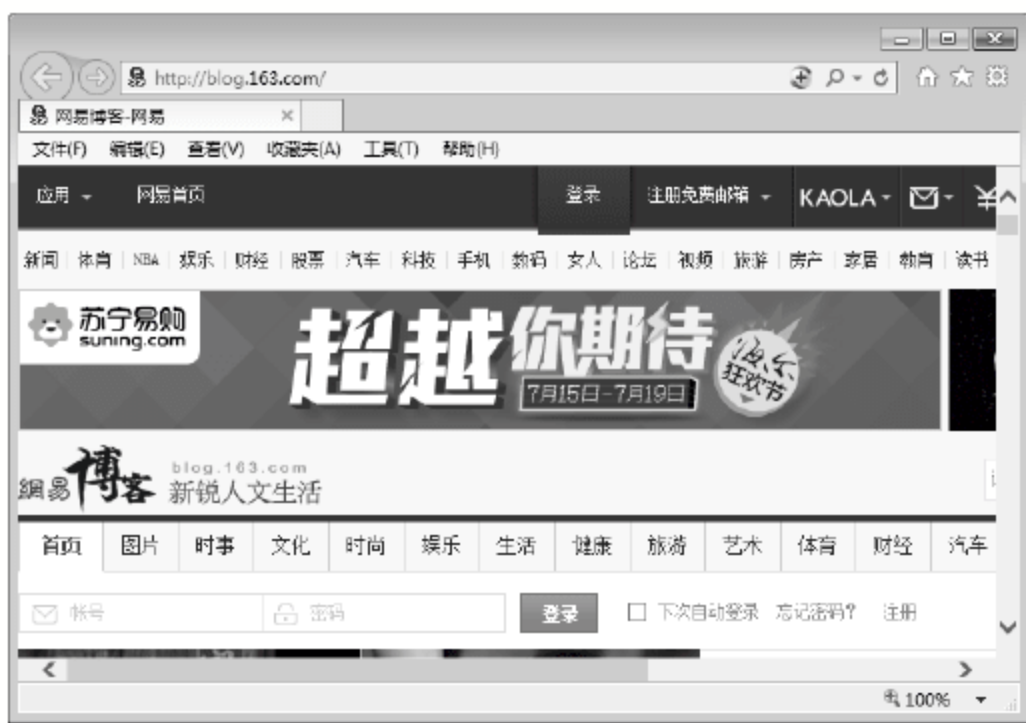 http://blog.163.com/
网易博客-网易
文件(F) 编辑(E) 查看(V) 收藏夹(A) 工具(T) 帮助(H)
应用 网易首页 登录 注册免费邮箱 KAOLA ¥
新闻 体育 NBA 娱乐 财经 股票 汽车 科技 手机 数码 女人 论坛 视频 旅游 房产 家居 教育 读书
苏宁易购
suning.com
超越你期待
7月15日-7月19日
狂欢节
網易博客
blog.163.com
新锐人文生活
首页 图片 时事 文化 时尚 娱乐 生活 健康 旅游 艺术 体育 财经 汽车
帐号 密码 登录 下次自动登录 忘记密码? 注册
100%